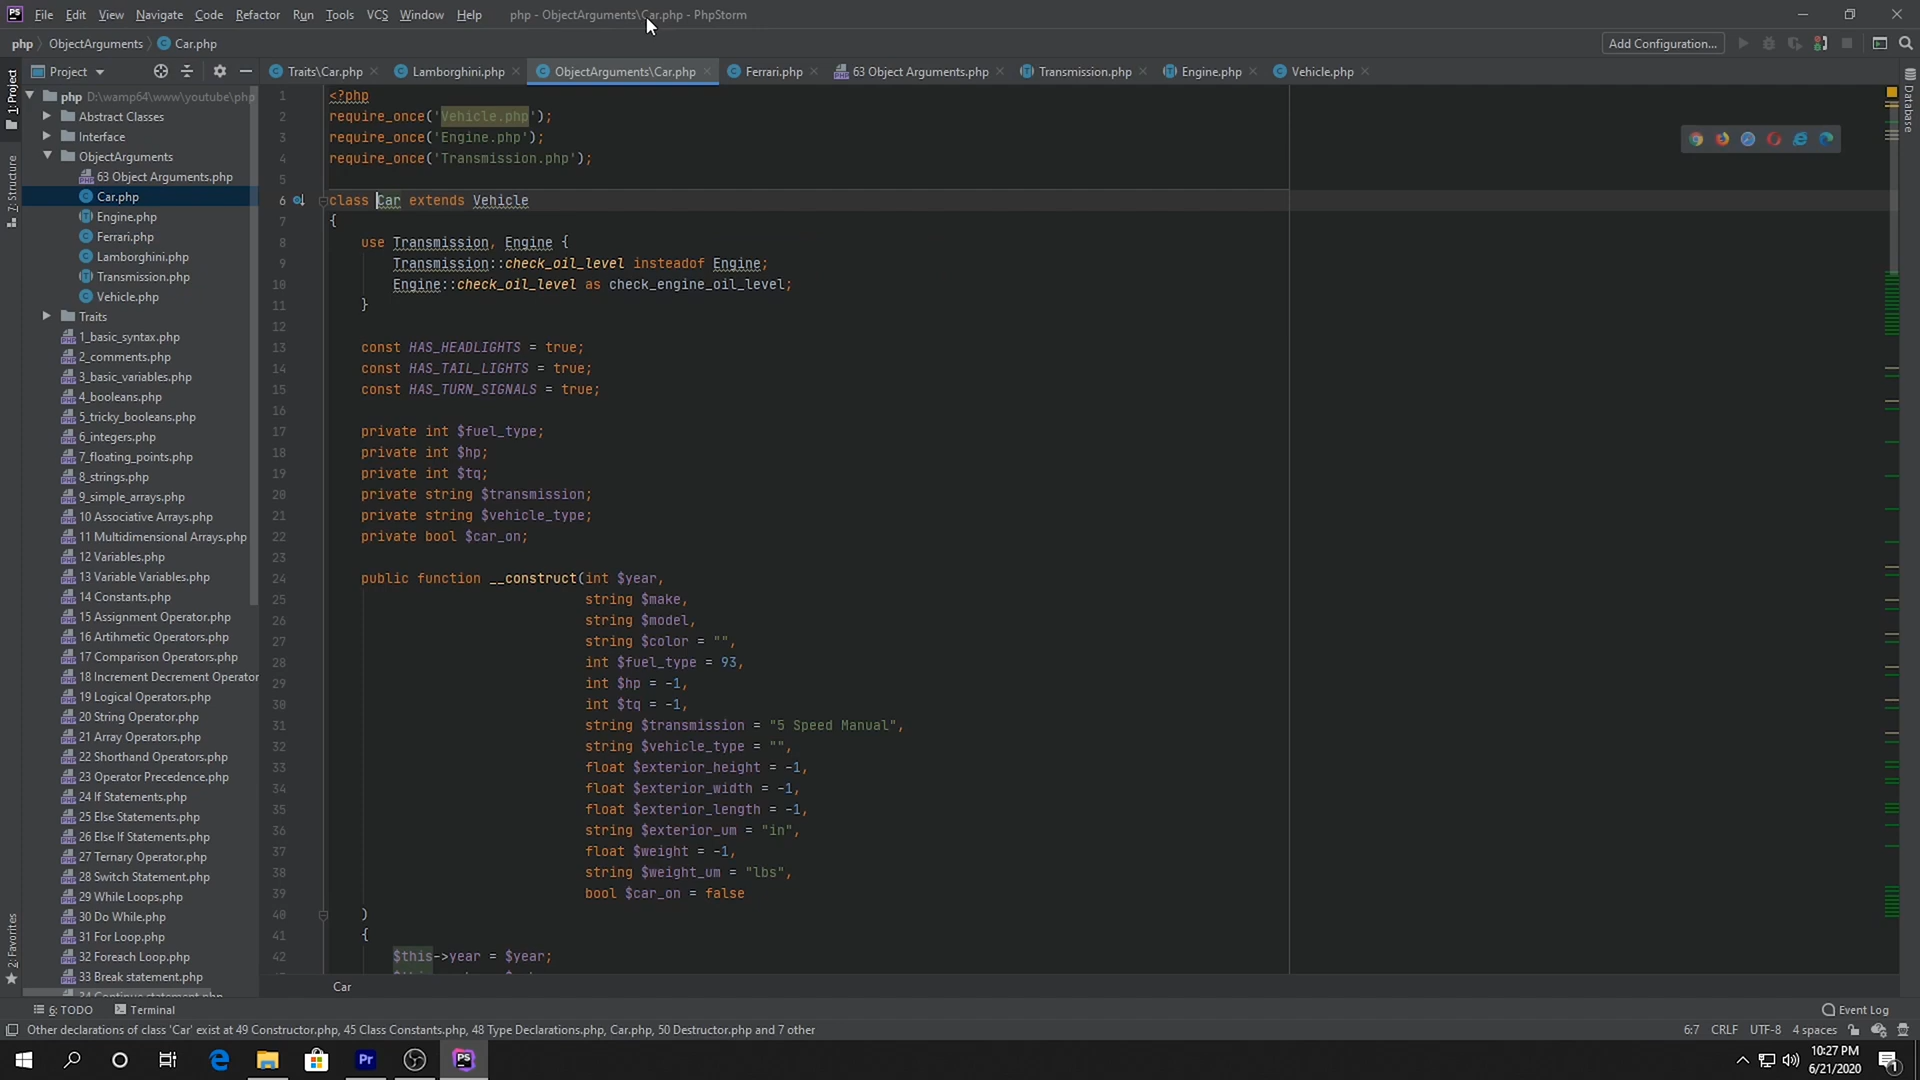 PS File Edit View Navigate Code Refactor Run Tools VCS Window Help php - ObjectArguments\Car.php - PhpStorm
php ObjectArguments Car.php Add Configuration...
Project Traits\Car.php Lamborghini.php ObjectArguments\Car.php Ferrari.php 63 Object Arguments.php Transmission.php Engine.php Vehicle.php
1: Project
7: Structure
2: Favorites
Database
php D:\wamp64\www\youtube\php
Abstract Classes
Interface
ObjectArguments
63 Object Arguments.php
Car.php
Engine.php
Ferrari.php
Lamborghini.php
Transmission.php
Vehicle.php
Traits
1_basic_syntax.php
2_comments.php
3_basic_variables.php
4_booleans.php
5_tricky_booleans.php
6_integers.php
7_floating_points.php
8_strings.php
9_simple_arrays.php
10 Associative Arrays.php
11 Multidimensional Arrays.php
12 Variables.php
13 Variable Variables.php
14 Constants.php
15 Assignment Operator.php
16 Artihmetic Operators.php
17 Comparison Operators.php
18 Increment Decrement Operator
19 Logical Operators.php
20 String Operator.php
21 Array Operators.php
22 Shorthand Operators.php
23 Operator Precedence.php
24 If Statements.php
25 Else Statements.php
26 Else If Statements.php
27 Ternary Operator.php
28 Switch Statement.php
29 While Loops.php
30 Do While.php
31 For Loop.php
32 Foreach Loop.php
33 Break statement.php
34 Continue statement.php
1 <?php
2 require_once('Vehicle.php');
3 require_once('Engine.php');
4 require_once('Transmission.php');
5
6 class Car extends Vehicle
7 {
8 use Transmission, Engine {
9 Transmission::check_oil_level insteadof Engine;
10 Engine::check_oil_level as check_engine_oil_level;
11 }
12
13 const HAS_HEADLIGHTS = true;
14 const HAS_TAIL_LIGHTS = true;
15 const HAS_TURN_SIGNALS = true;
16
17 private int $fuel_type;
18 private int $hp;
19 private int $tq;
20 private string $transmission;
21 private string $vehicle_type;
22 private bool $car_on;
23
24 public function __construct(int $year,
25 string $make,
26 string $model,
27 string $color = "",
28 int $fuel_type = 93,
29 int $hp = -1,
30 int $tq = -1,
31 string $transmission = "5 Speed Manual",
32 string $vehicle_type = "",
33 float $exterior_height = -1,
34 float $exterior_width = -1,
35 float $exterior_length = -1,
36 string $exterior_um = "in",
37 float $weight = -1,
38 string $weight_um = "lbs",
39 bool $car_on = false
40 )
41 {
42 $this->year = $year;
Car
6: TODO Terminal Event Log
Other declarations of class 'Car' exist at 49 Constructor.php, 45 Class Constants.php, 48 Type Declarations.php, Car.php, 50 Destructor.php and 7 other 6:7 CRLF UTF-8 4 spaces
Pr PS 10:27 PM
6/21/2020 1